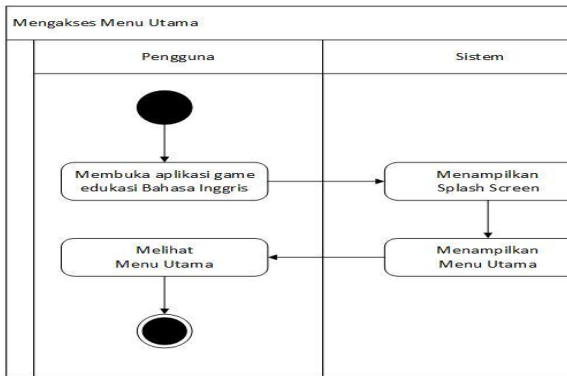 Mengakses Menu Utama
Pengguna
Sistem
Membuka aplikasi game
edukasi Bahasa Inggris
Menampilkan
Splash Screen
Melihat
Menu Utama
Menampilkan
Menu Utama